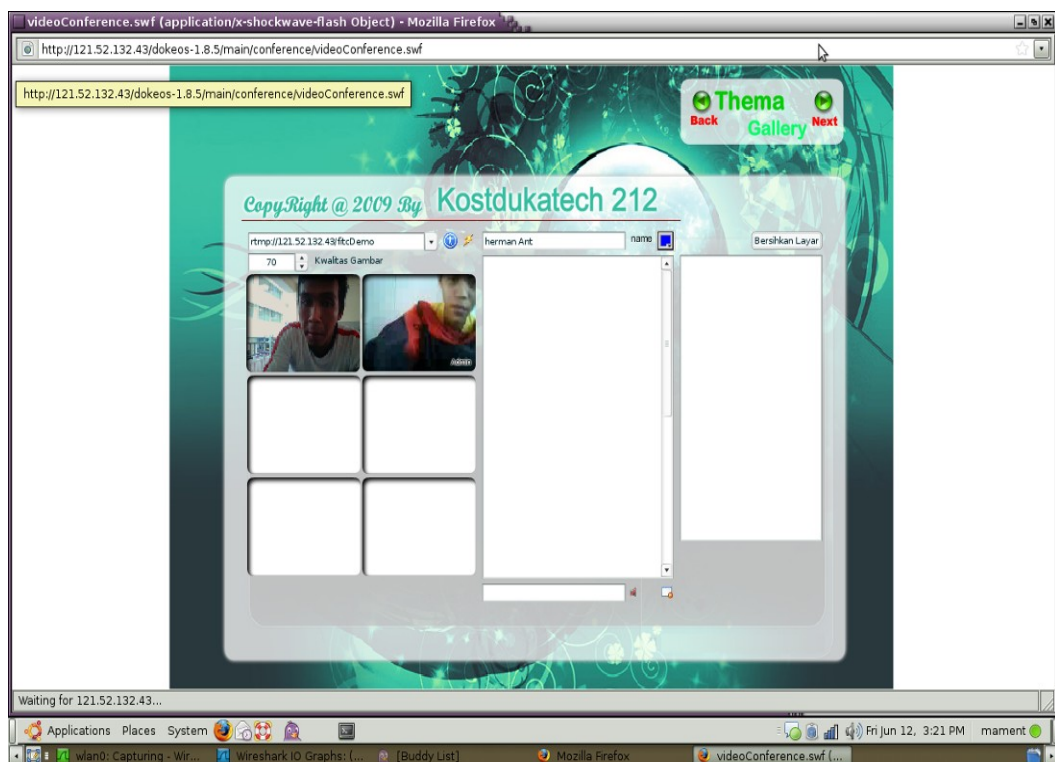 videoConference.swf (application/x-shockwave-flash Object) - Mozilla Firefox
http://121.52.132.43/dokeos-1.8.5/main/conference/videoConference.swf
http://121.52.132.43/dokeos-1.8.5/main/conference/videoConference.swf
Thema
Back
Gallery
Next
CopyRight @ 2009 By Kostdukatech 212
rtmp://121.52.132.43/fitcDemo
herman Ant
name
Bersihkan Layar
70
Kwalitas Gambar
Admin
Waiting for 121.52.132.43...
Applications Places System
Fri Jun 12, 3:21 PM
mament
wlan0: Capturing - Wir...
Wireshark IO Graphs: (...
[Buddy List]
Mozilla Firefox
videoConference.swf (...